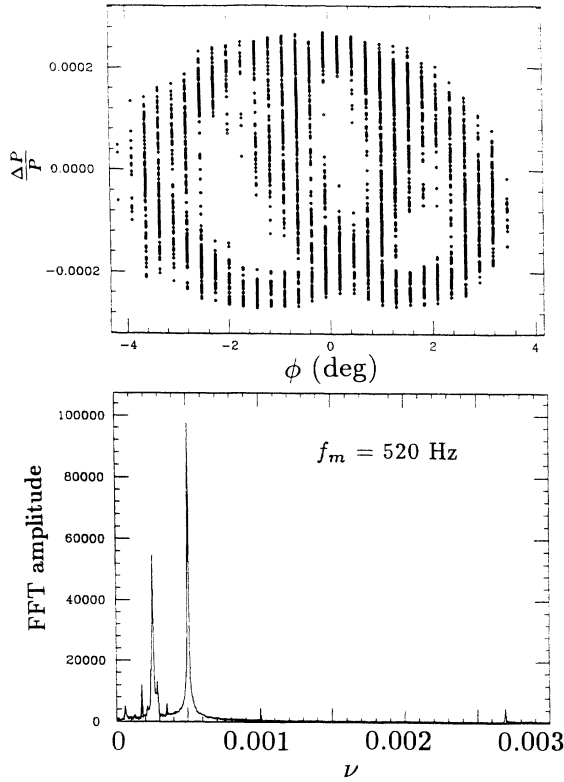 0.0002
0.0000
−0.0002
ΔP
P
−4 −2 0 2 4
ϕ (deg)
100000
80000
60000
40000
20000
0
FFT amplitude
f_m = 520 Hz
0 0.001 0.002 0.003
ν